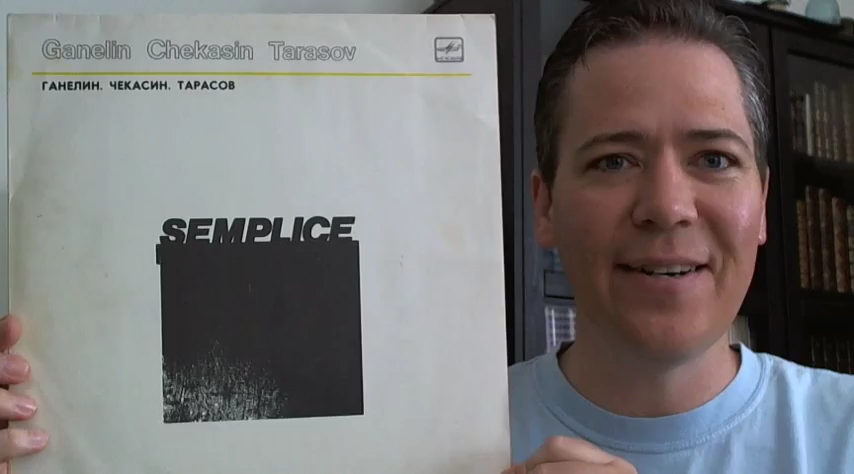 Ganelin Chekasin Tarasov
ГАНЕЛИН. ЧЕКАСИН. ТАРАСОВ
SEMPLICE